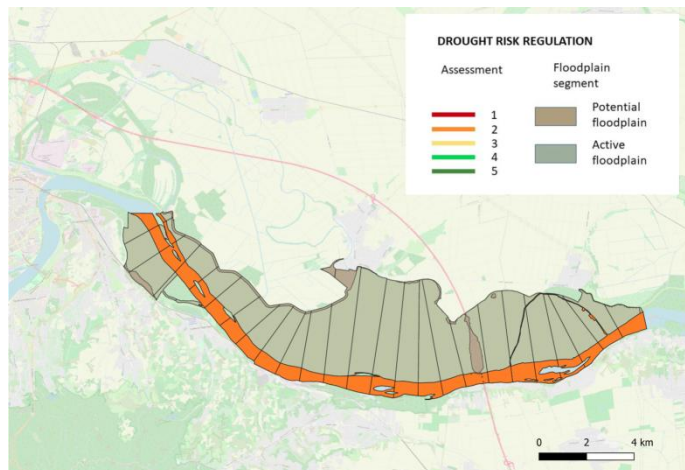 DROUGHT RISK REGULATION
Assessment
Floodplain
segment
1
2
3
4
5
Potential
floodplain
Active
floodplain
0 2 4 km